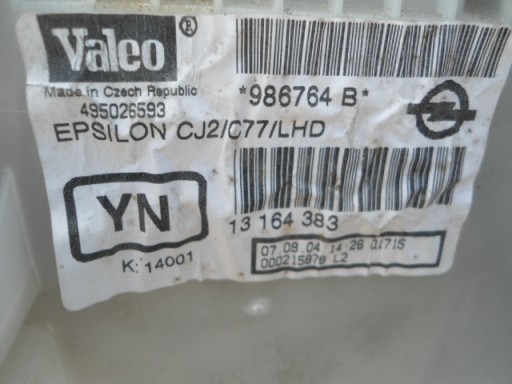 Valeo ®
Made in Czech Republic
495026593
*986764 B*
EPSILON CJ2/C77/LHD
YN
13 164 383
K: 14001
07.09.04 14:26 01715
000215878 L2